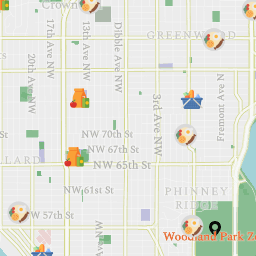 Crown
17th Ave NW
13th Ave NW
Dibble Ave NW
GREENWOOD
20th Ave NW
3rd Ave NW
Fremont Ave N
NW 70th St
NW 67th St
LLARD
NW 65th St
NW 61st St
PHINNEY
RIDGE
NW 57th St
Woodland Park Z